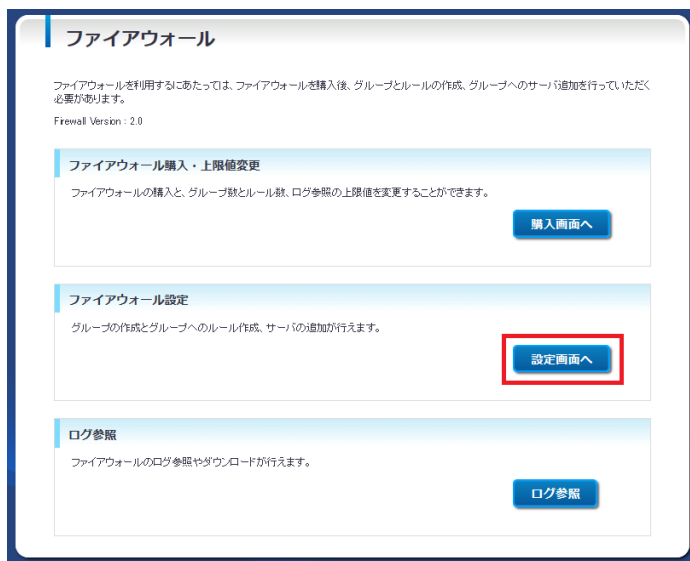 ファイアウォール
ファイアウォールを利用するにあたっては、ファイアウォールを購入後、グループとルールの作成、グループへのサーバ追加を行っていただく
必要があります。
Firewall Version : 2.0
ファイアウォール購入・上限値変更
ファイアウォールの購入と、グループ数とルール数、ログ参照の上限値を変更することができます。
購入画面へ
ファイアウォール設定
グループの作成とグループへのルール作成、サーバの追加が行えます。
設定画面へ
ログ参照
ファイアウォールのログ参照やダウンロードが行えます。
ログ参照